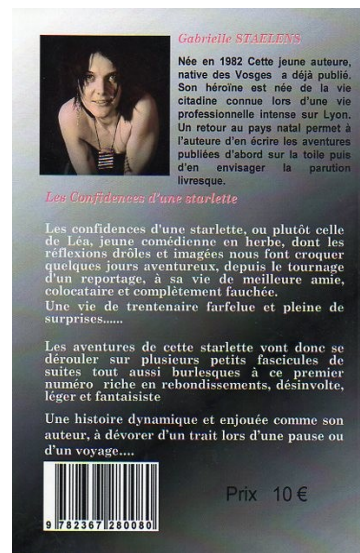 Gabrielle STAELENS
Née en 1982 Cette jeune auteure,
native des Vosges a déjà publié.
Son héroïne est née de la vie
citadine connue lors d'une vie
professionnelle intense sur Lyon.
Un retour au pays natal permet à
l'auteure d'en écrire les aventures
publiées d'abord sur la toile puis
d'en envisager la parution
livresque.
Les Confidences d'une starlette
Les confidences d'une starlette, ou plutôt celle
de Léa, jeune comédienne en herbe, dont les
réflexions drôles et imagées nous font croquer
quelques jours aventureux, depuis le tournage
d'un reportage, à sa vie de meilleure amie,
colocataire et complètement fauchée.
Une vie de trentenaire farfelue et pleine de
surprises......
Les aventures de cette starlette vont donc se
dérouler sur plusieurs petits fascicules de
suites tout aussi burlesques à ce premier
numéro riche en rebondissements, désinvolte,
léger et fantaisiste
Une histoire dynamique et enjouée comme son
auteur, à dévorer d'un trait lors d'une pause ou
d'un voyage....
Prix 10 €
9 782367 280080